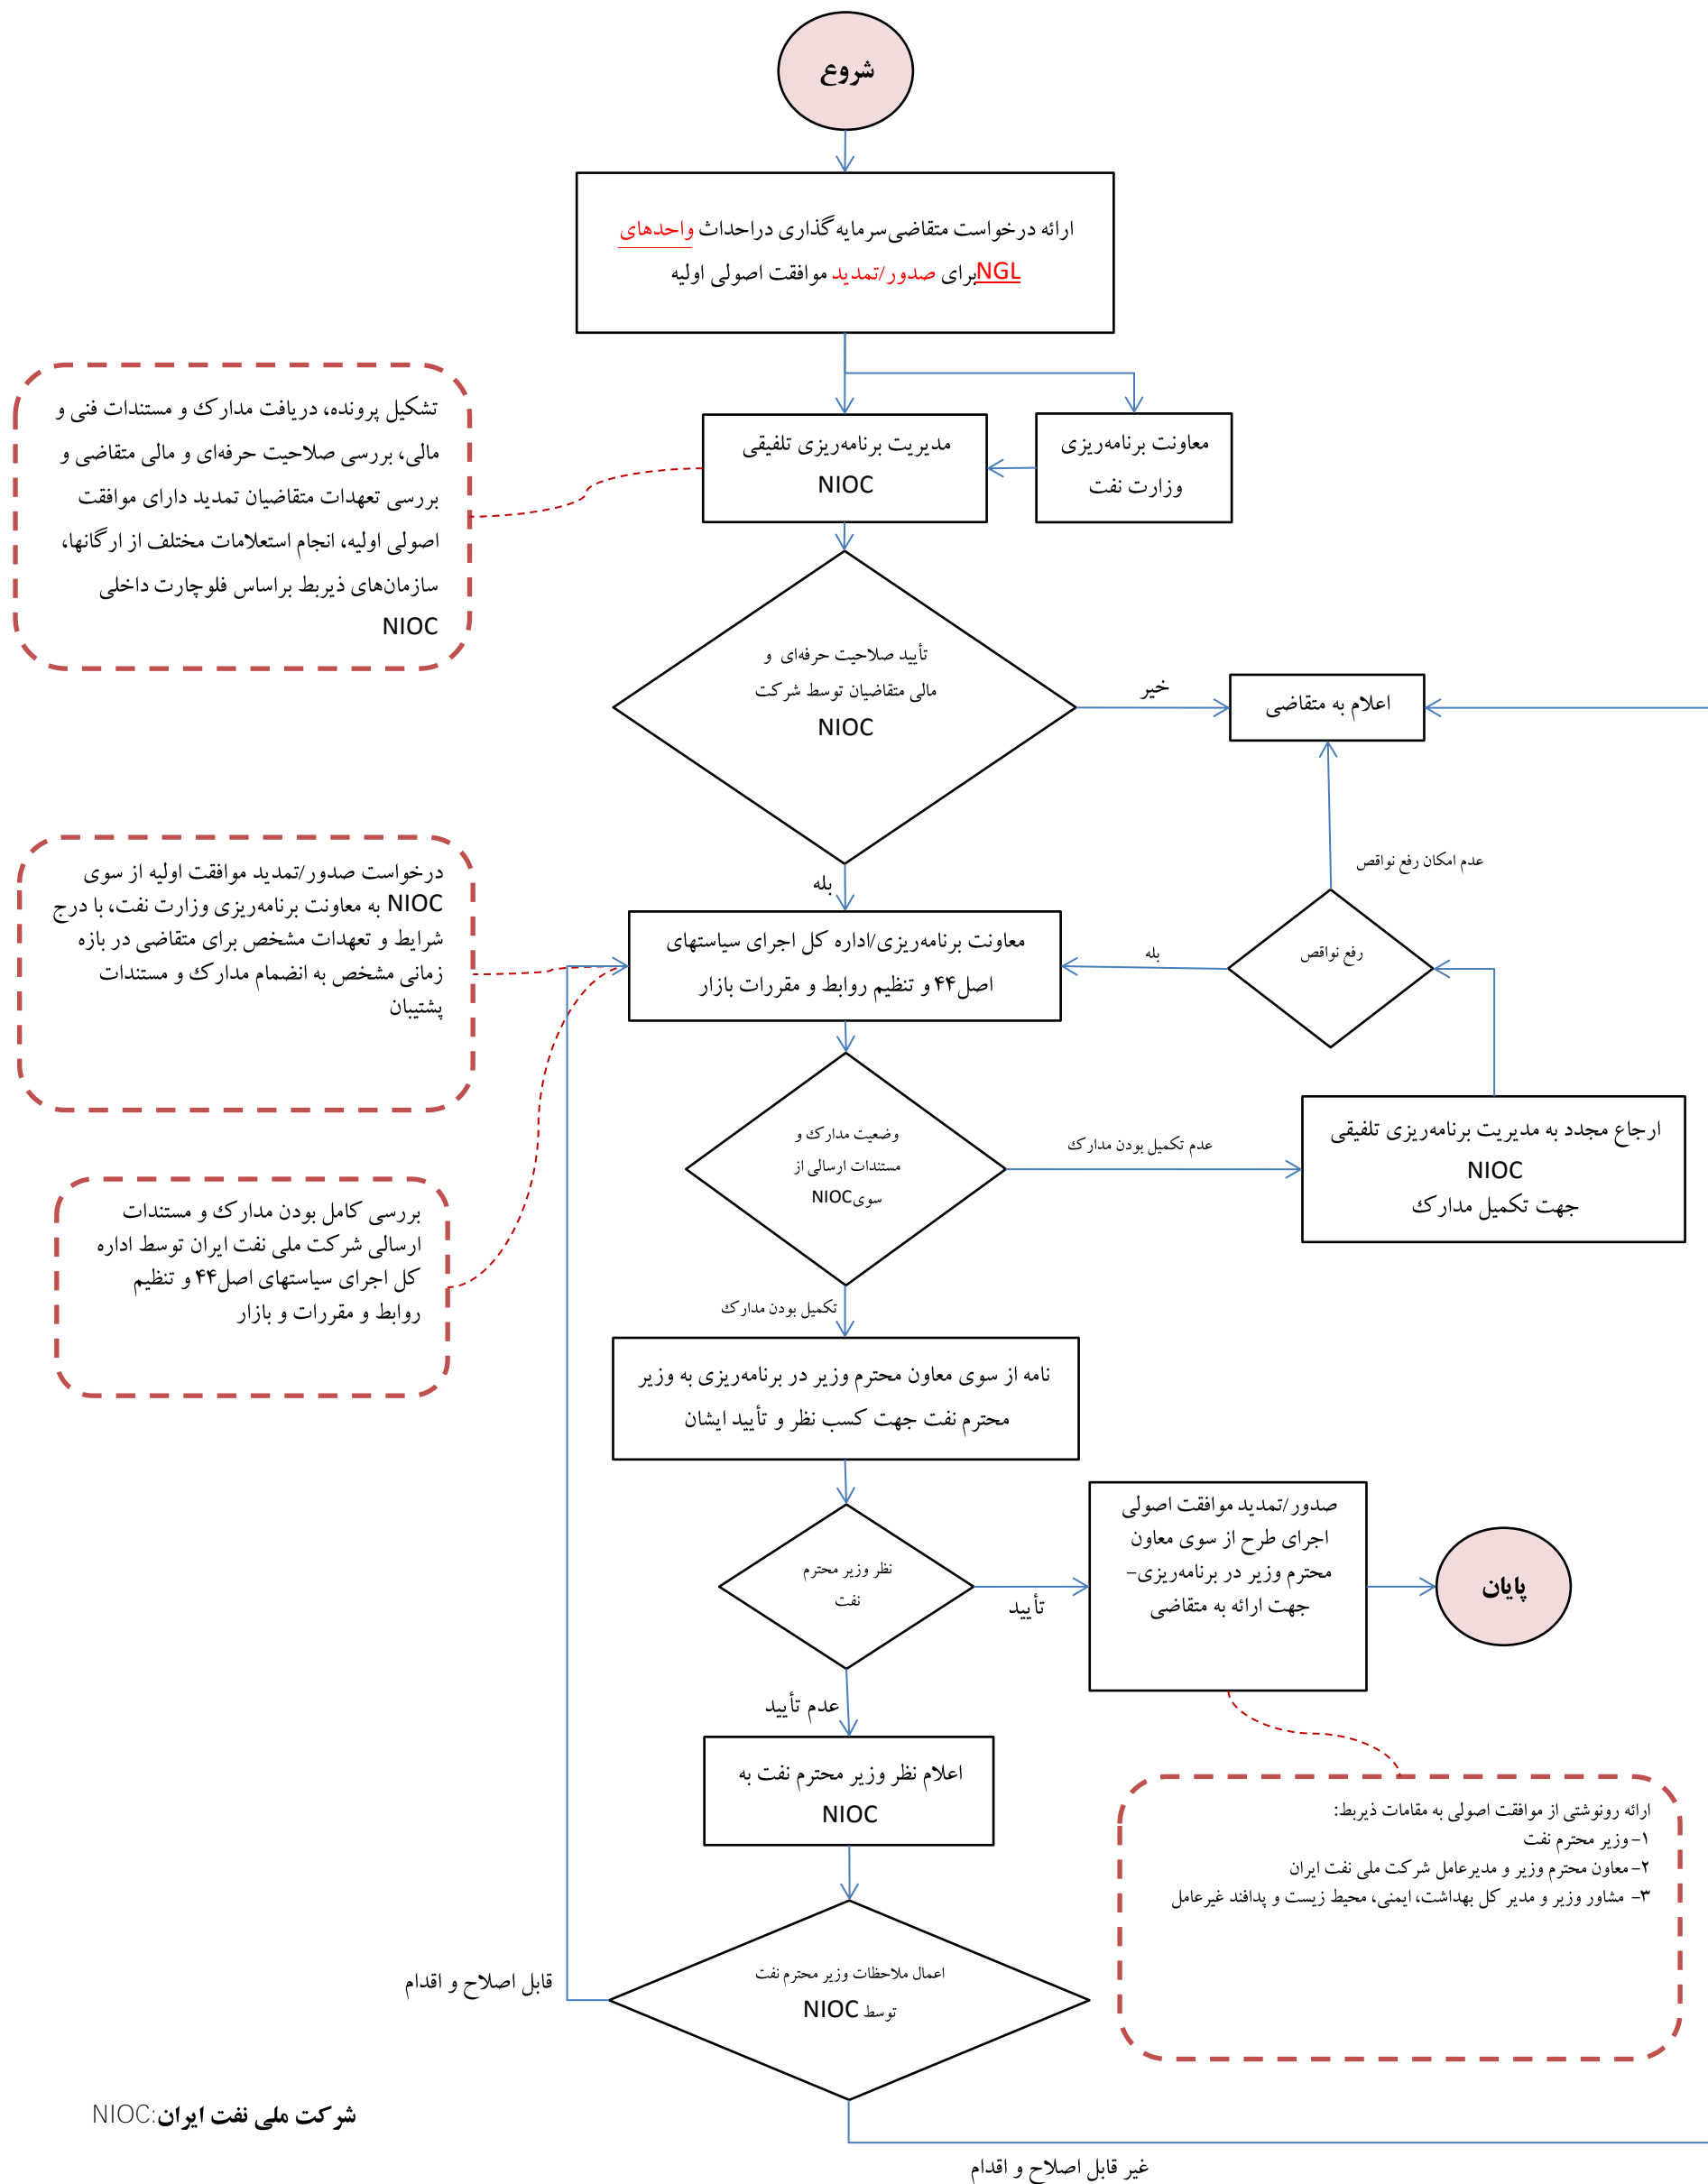 شروع
ارائه درخواست متقاضی‌سرمایه‌گذاری دراحداث واحدهای
NGLبرای صدور/تمدید موافقت اصولی اولیه
تشکیل پرونده، دریافت مدارک و مستندات فنی و
مالی، بررسی صلاحیت حرفه‌ای و مالی متقاضی و
بررسی تعهدات متقاضیان تمدید دارای موافقت
اصولی اولیه، انجام استعلامات مختلف از ارگانها،
سازمان‌های ذیربط براساس فلوچارت داخلی
NIOC
مدیریت برنامه‌ریزی تلفیقی
NIOC
معاونت برنامه‌ریزی
وزارت نفت
تأیید صلاحیت حرفه‌ای و
مالی متقاضیان توسط شرکت
NIOC
خیر
اعلام به متقاضی
بله
عدم امکان رفع نواقص
درخواست صدور/تمدید موافقت اولیه از سوی
NIOC به معاونت برنامه‌ریزی وزارت نفت، با درج
شرایط و تعهدات مشخص برای متقاضی در بازه
زمانی مشخص به انضمام مدارک و مستندات
پشتیبان
معاونت برنامه‌ریزی/اداره کل اجرای سیاستهای
اصل۴۴ و تنظیم روابط و مقررات بازار
بله
رفع نواقص
وضعیت مدارک و
مستندات ارسالی از
سویNIOC
عدم تکمیل بودن مدارک
ارجاع مجدد به مدیریت برنامه‌ریزی تلفیقی
NIOC
جهت تکمیل مدارک
بررسی کامل بودن مدارک و مستندات
ارسالی شرکت ملی نفت ایران توسط اداره
کل اجرای سیاستهای اصل۴۴ و تنظیم
روابط و مقررات و بازار
تکمیل بودن مدارک
نامه از سوی معاون محترم وزیر در برنامه‌ریزی به وزیر
محترم نفت جهت کسب نظر و تأیید ایشان
نظر وزیر محترم
نفت
تأیید
صدور/تمدید موافقت اصولی
اجرای طرح از سوی معاون
محترم وزیر در برنامه‌ریزی-
جهت ارائه به متقاضی
پایان
عدم تأیید
اعلام نظر وزیر محترم نفت به
NIOC
ارائه رونوشتی از موافقت اصولی به مقامات ذیربط:
۱- وزیر محترم نفت
۲- معاون محترم وزیر و مدیرعامل شرکت ملی نفت ایران
۳- مشاور وزیر و مدیر کل بهداشت، ایمنی، محیط زیست و پدافند غیرعامل
اعمال ملاحظات وزیر محترم نفت
توسط NIOC
قابل اصلاح و اقدام
غیر قابل اصلاح و اقدام
NIOC:شرکت ملی نفت ایران